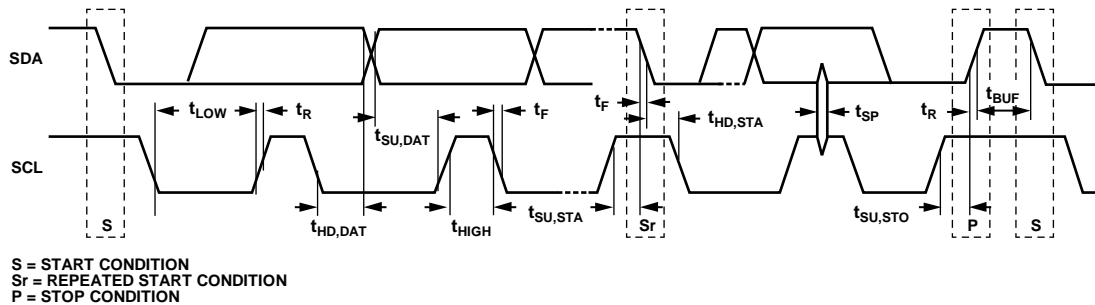 SDA
tLOW
tR
tSU,DAT
tF
tF
tHD,STA
tSP
tR
tBUF
SCL
S
tHD,DAT
tHIGH
tSU,STA
Sr
tSU,STO
P
S
S = START CONDITION
Sr = REPEATED START CONDITION
P = STOP CONDITION